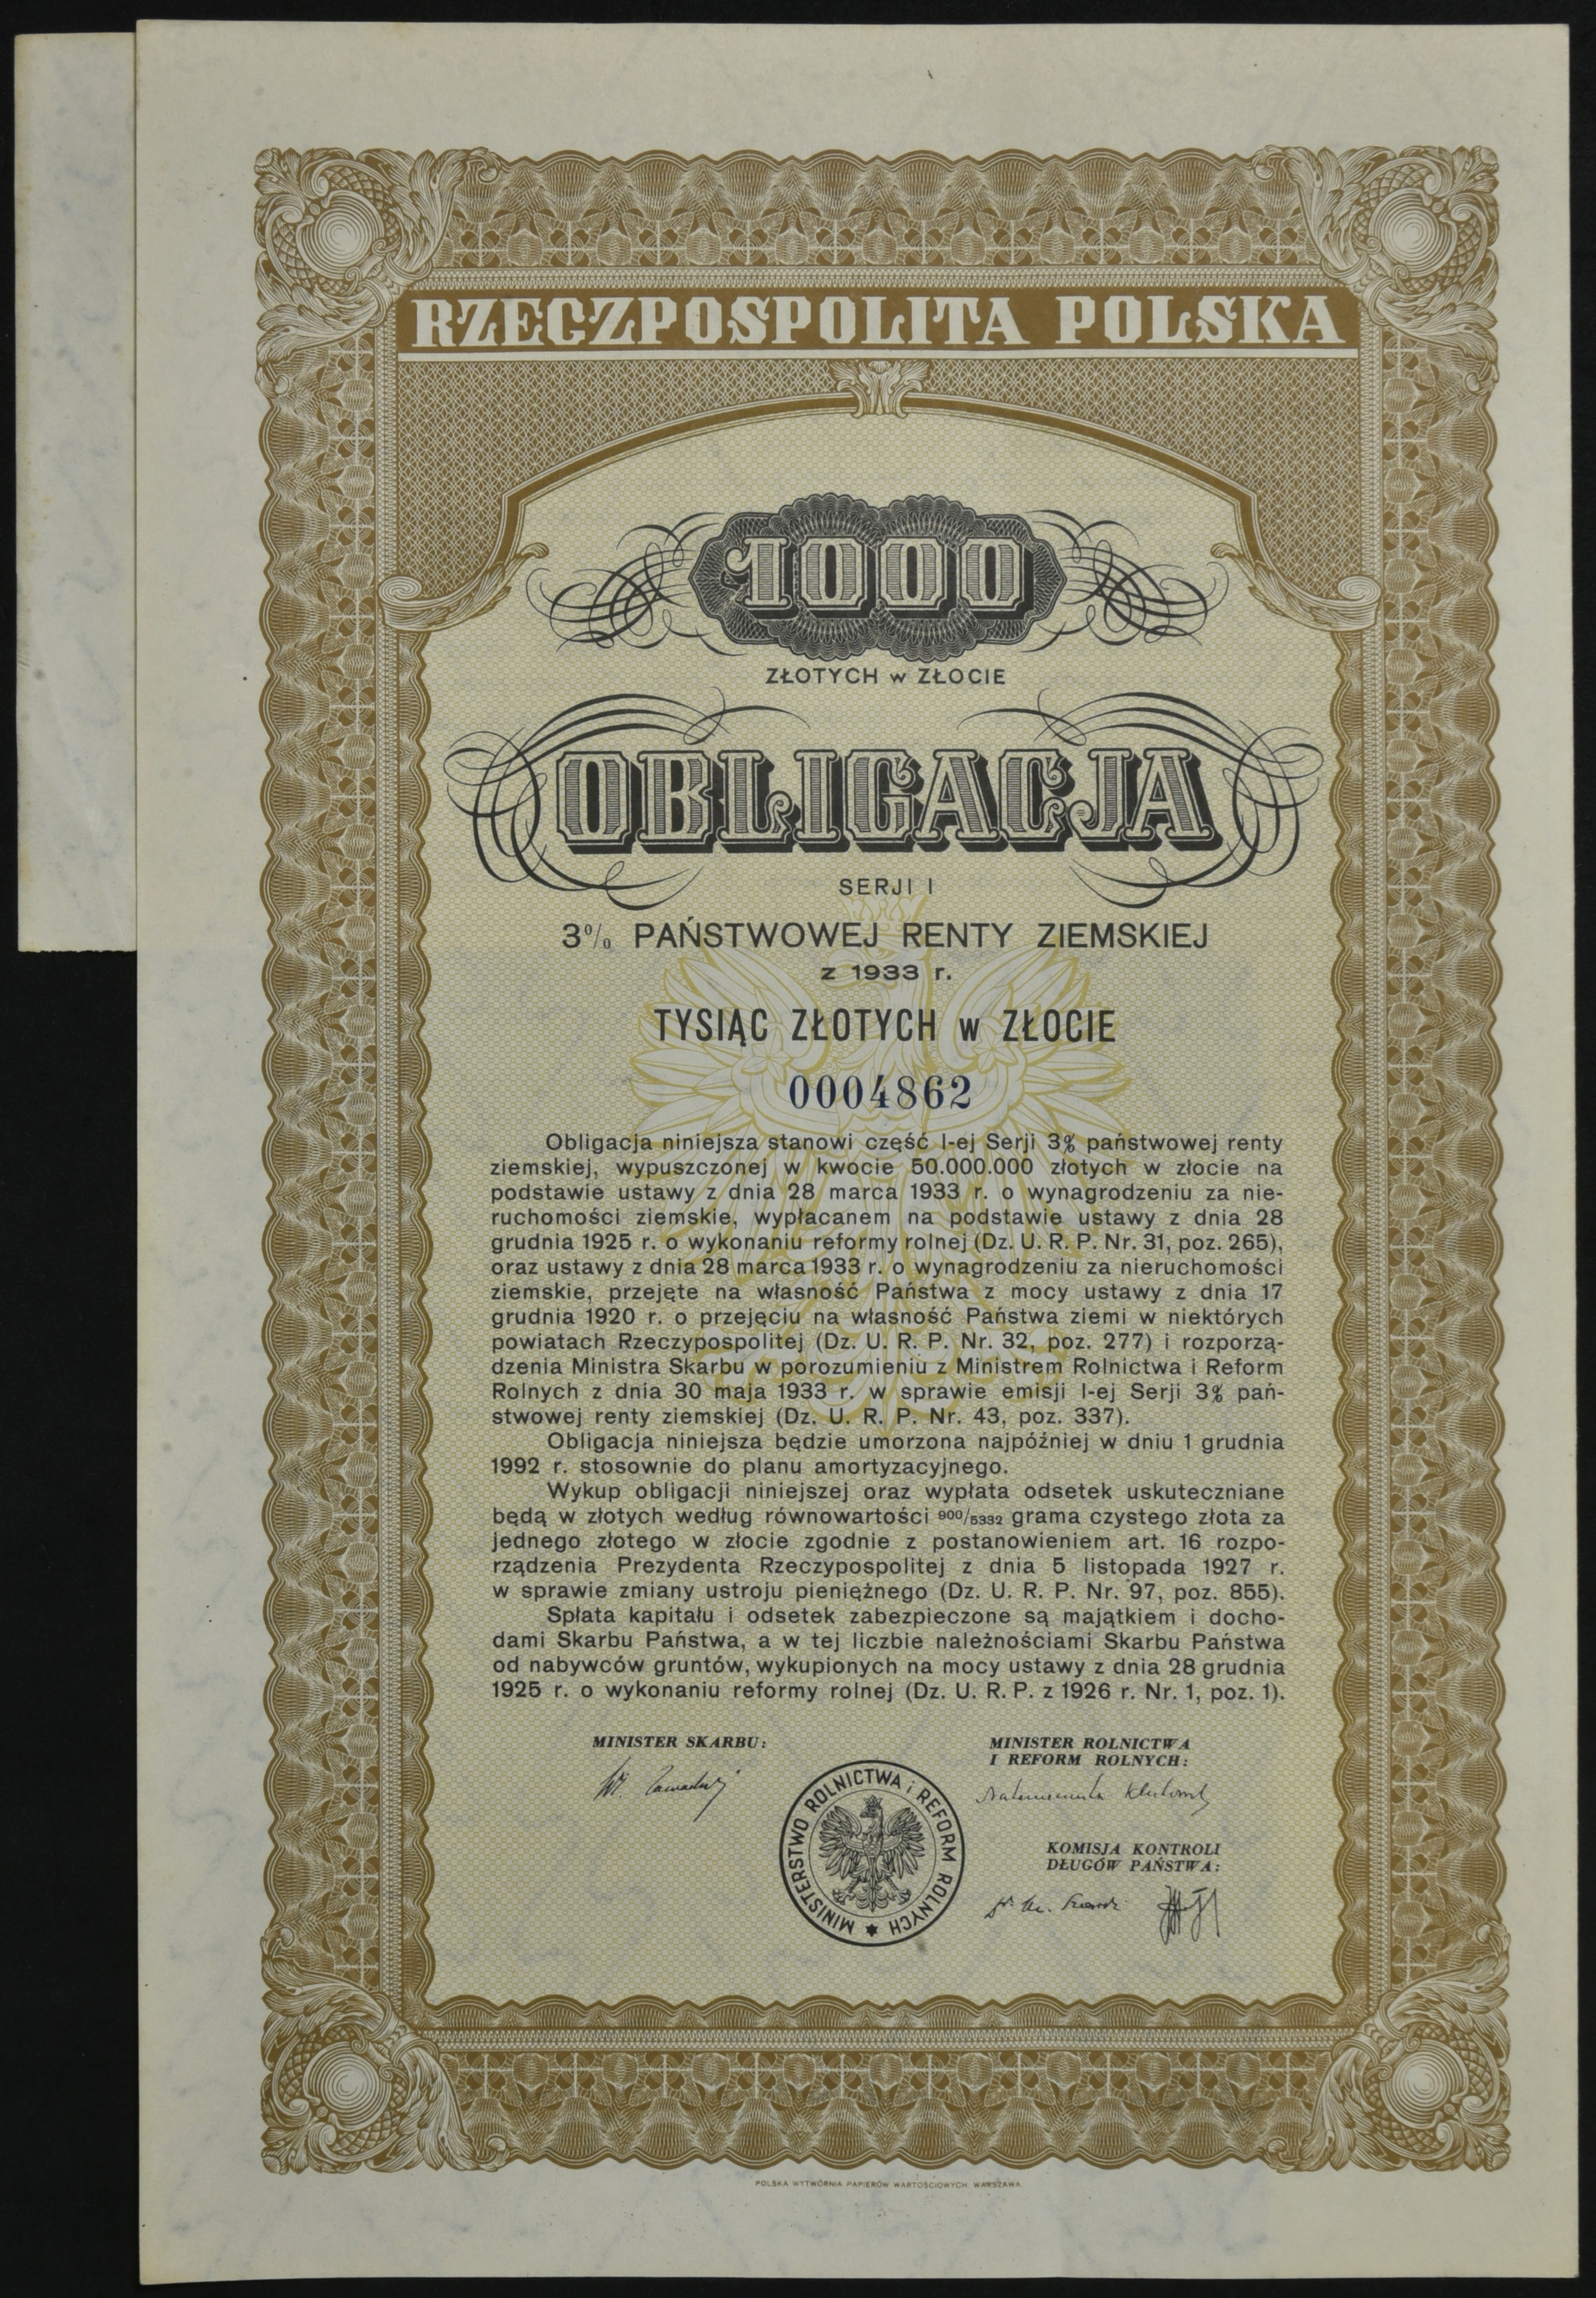 RZECZPOSPOLITA POLSKA
1000
ZŁOTYCH w ZŁOCIE
OBLIGACJA
SERJI I
3% PAŃSTWOWEJ RENTY ZIEMSKIEJ
z 1933 r.
TYSIĄC ZŁOTYCH w ZŁOCIE
0004862
Obligacja niniejsza stanowi część I-ej Serji 3% państwowej renty
ziemskiej, wypuszczonej w kwocie 50.000.000 złotych w złocie na
podstawie ustawy z dnia 28 marca 1933 r. o wynagrodzeniu za nie-
ruchomości ziemskie, wypłacanem na podstawie ustawy z dnia 28
grudnia 1925 r. o wykonaniu reformy rolnej (Dz. U. R. P. Nr. 31, poz. 265),
oraz ustawy z dnia 28 marca 1933 r. o wynagrodzeniu za nieruchomości
ziemskie, przejęte na własność Państwa z mocy ustawy z dnia 17
grudnia 1920 r. o przejęciu na własność Państwa ziemi w niektórych
powiatach Rzeczypospolitej (Dz. U. R. P. Nr. 32, poz. 277) i rozporzą-
dzenia Ministra Skarbu w porozumieniu z Ministrem Rolnictwa i Reform
Rolnych z dnia 30 maja 1933 r. w sprawie emisji I-ej Serji 3% pań-
stwowej renty ziemskiej (Dz. U. R. P. Nr. 43, poz. 337).
Obligacja niniejsza będzie umorzona najpóźniej w dniu 1 grudnia
1992 r. stosownie do planu amortyzacyjnego.
Wykup obligacji niniejszej oraz wypłata odsetek uskuteczniane
będą w złotych według równowartości 900/5332 grama czystego złota za
jednego złotego w złocie zgodnie z postanowieniem art. 16 rozpo-
rządzenia Prezydenta Rzeczypospolitej z dnia 5 listopada 1927 r.
w sprawie zmiany ustroju pieniężnego (Dz. U. R. P. Nr. 97, poz. 855).
Spłata kapitału i odsetek zabezpieczone są majątkiem i docho-
dami Skarbu Państwa, a w tej liczbie należnościami Skarbu Państwa
od nabywców gruntów, wykupionych na mocy ustawy z dnia 28 grudnia
1925 r. o wykonaniu reformy rolnej (Dz. U. R. P. z 1926 r. Nr. 1, poz. 1).
MINISTER SKARBU:
MINISTER ROLNICTWA
I REFORM ROLNYCH:
MINISTERSTWO ROLNICTWA i REFORM ROLNYCH
KOMISJA KONTROLI
DŁUGÓW PAŃSTWA:
POLSKA WYTWÓRNIA PAPIERÓW WARTOŚCIOWYCH. WARSZAWA.